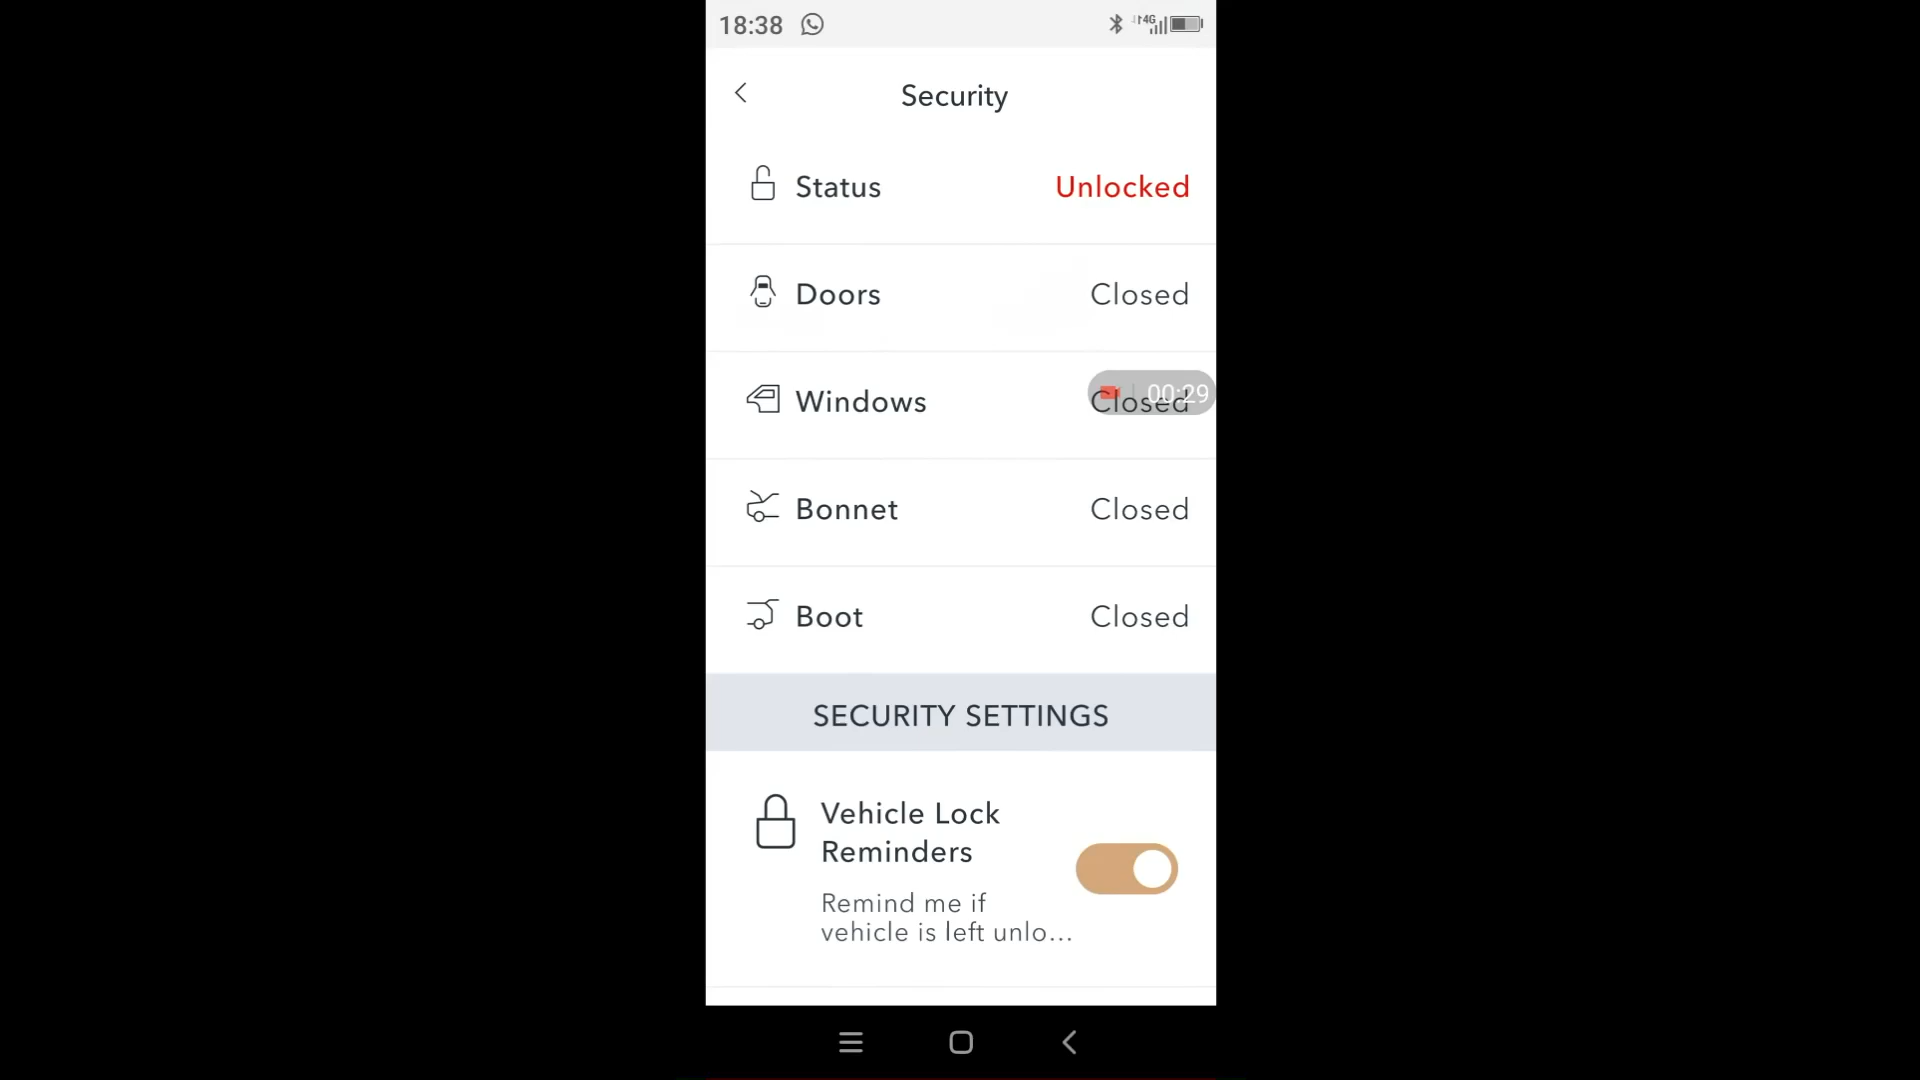 18:38
4G
Security
Status Unlocked
Doors Closed
Windows Closed
00:29
Bonnet Closed
Boot Closed
SECURITY SETTINGS
Vehicle Lock
Reminders
Remind me if
vehicle is left unlo...